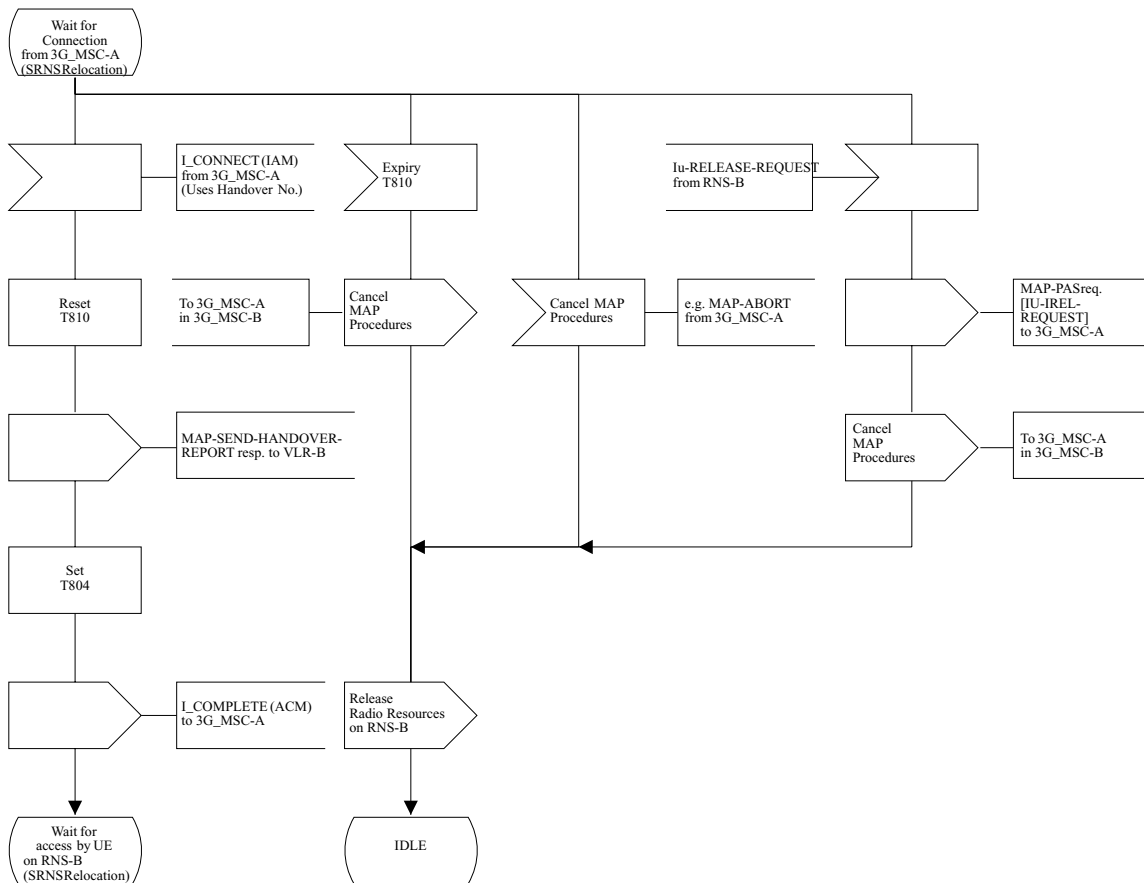 Wait for
Connection
from 3G_MSC-A
(SRNSRelocation)
I_CONNECT (IAM)
from 3G_MSC-A
(Uses Handover No.)
Expiry
T810
Iu-RELEASE-REQUEST
from RNS-B
Reset
T810
To 3G_MSC-A
in 3G_MSC-B
Cancel
MAP
Procedures
Cancel MAP
Procedures
e.g. MAP-ABORT
from 3G_MSC-A
MAP-PASreq.
[IU-IREL-
REQUEST]
to 3G_MSC-A
MAP-SEND-HANDOVER-
REPORT resp. to VLR-B
Cancel
MAP
Procedures
To 3G_MSC-A
in 3G_MSC-B
Set
T804
I_COMPLETE (ACM)
to 3G_MSC-A
Release
Radio Resources
on RNS-B
Wait for
access by UE
on RNS-B
(SRNSRelocation)
IDLE